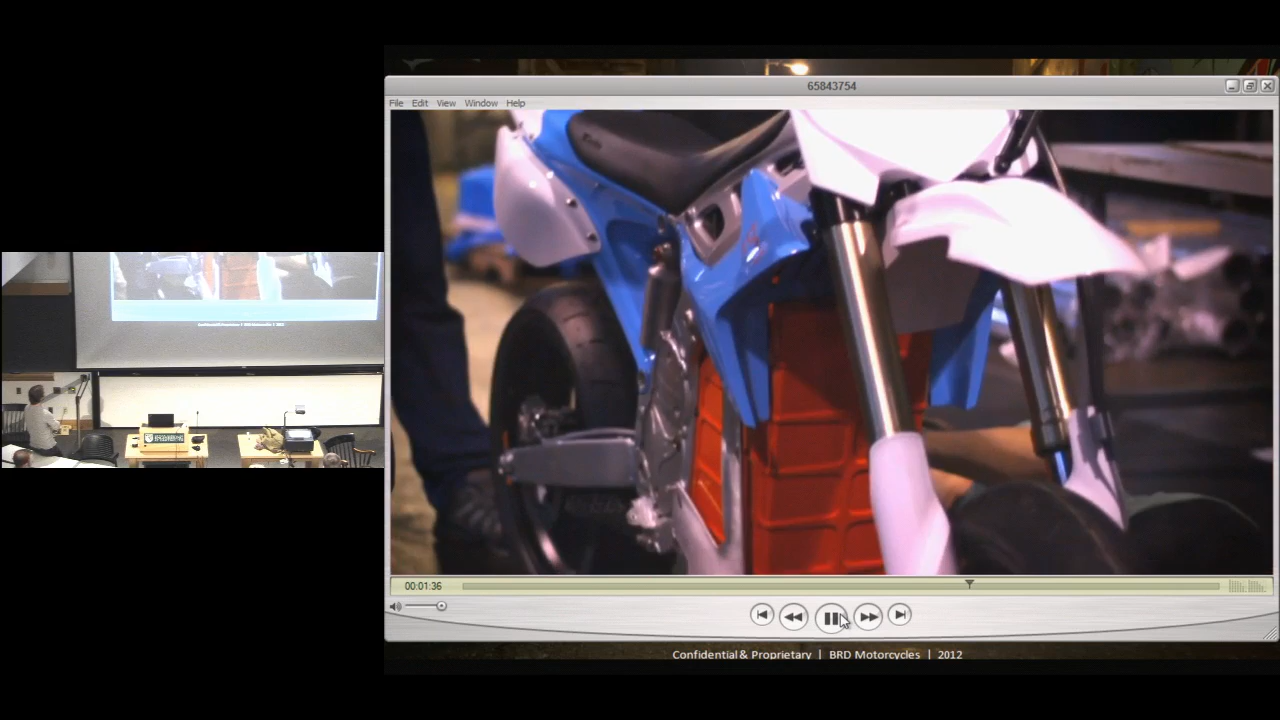 65843754
File Edit View Window Help
00:01:36
Confidential & Proprietary | BRD Motorcycles | 2012